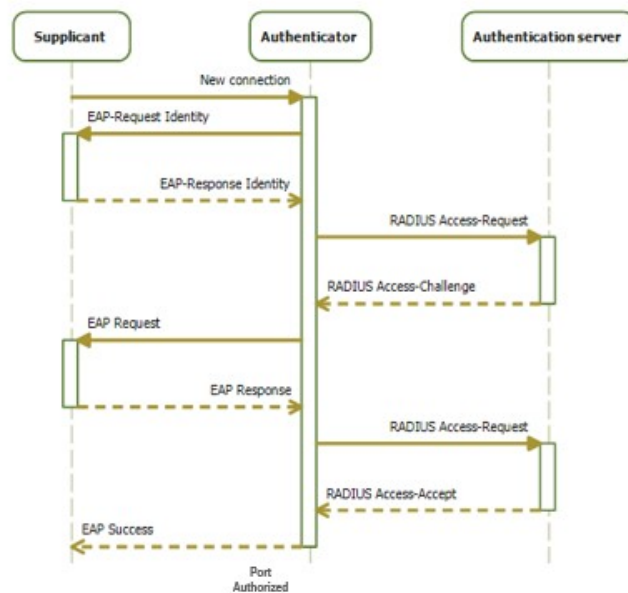 Supplicant
Authenticator
Authentication server
New connection
EAP-Request Identity
EAP-Response Identity
RADIUS Access-Request
RADIUS Access-Challenge
EAP Request
EAP Response
RADIUS Access-Request
RADIUS Access-Accept
EAP Success
Port
Authorized